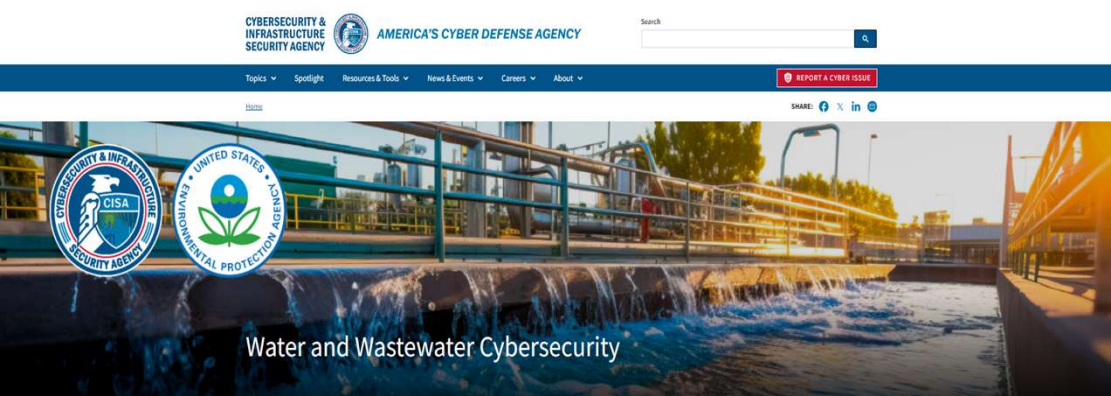 CYBERSECURITY &
INFRASTRUCTURE
SECURITY AGENCY
AMERICA'S CYBER DEFENSE AGENCY
Search
Topics
Spotlight
Resources & Tools
News & Events
Careers
About
REPORT A CYBER ISSUE
Home
SHARE:
CYBERSECURITY & INFRASTRUCTURE
CISA
SECURITY AGENCY
UNITED STATES
ENVIRONMENTAL PROTECTION AGENCY
Water and Wastewater Cybersecurity